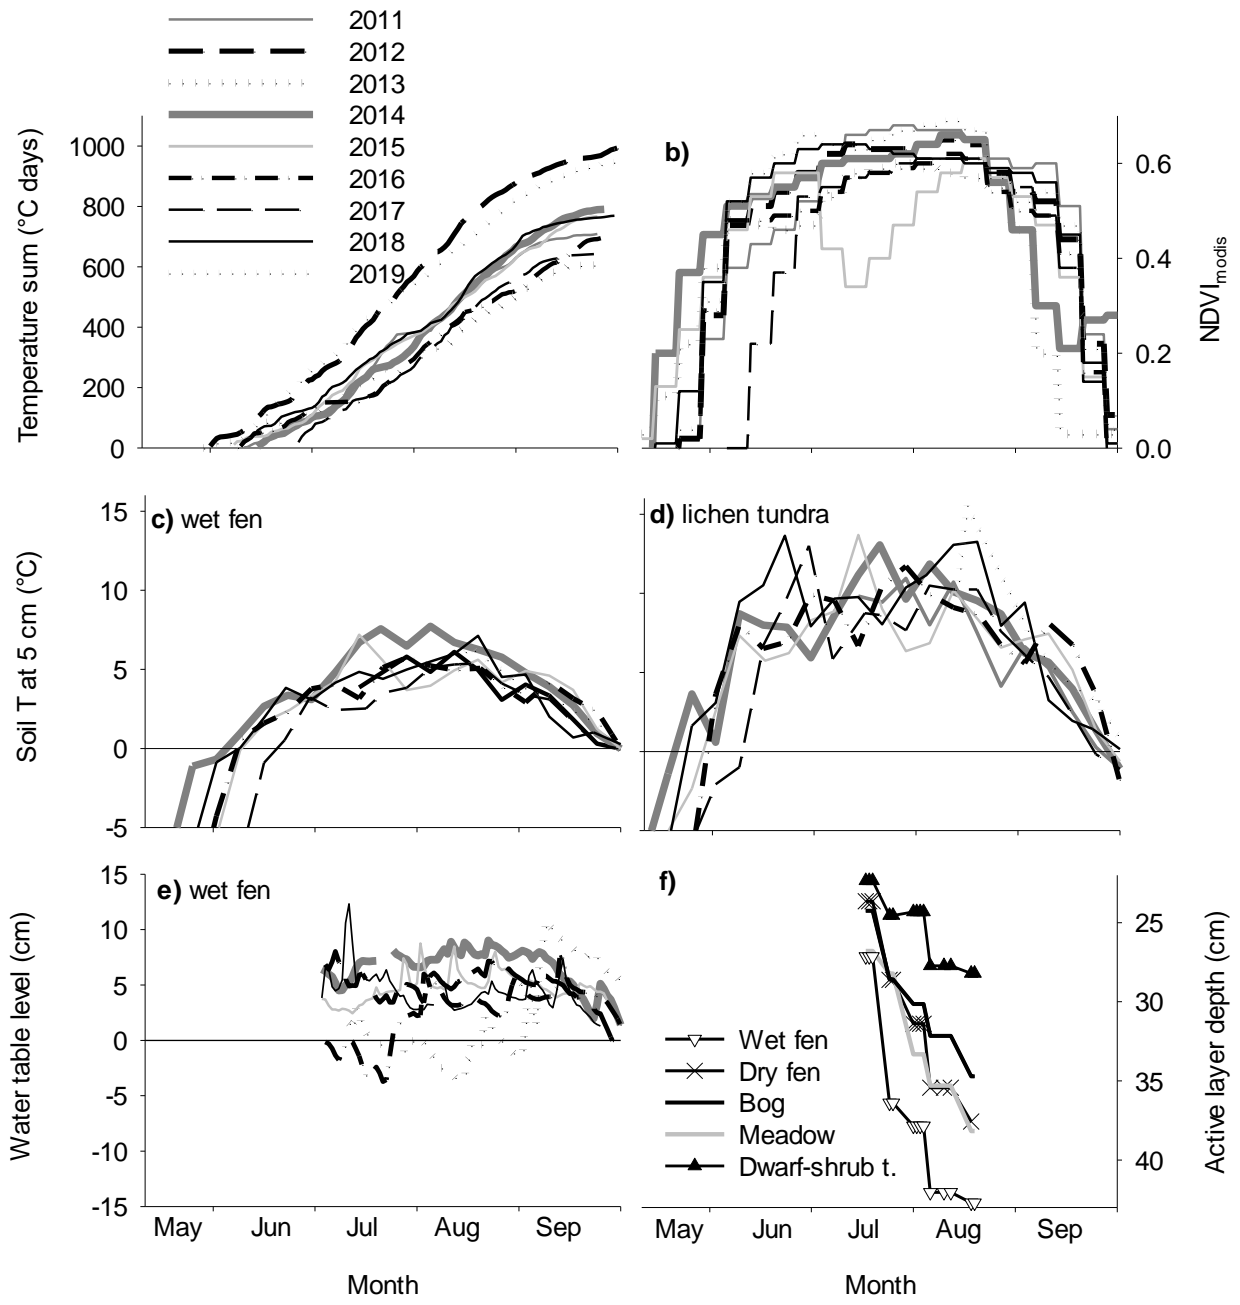 2011
2012
2013
2014
2015
2016
2017
2018
2019
Temperature sum (°C days)
1000
800
600
400
200
0
b)
0.6
0.4
0.2
0.0
NDVImodis
Soil T at 5 cm (°C)
15
10
5
0
-5
c) wet fen
d) lichen tundra
Water table level (cm)
15
10
5
0
-5
-10
-15
e) wet fen
May Jun Jul Aug Sep
Month
f)
Wet fen
Dry fen
Bog
Meadow
Dwarf-shrub t.
25
30
35
40
Active layer depth (cm)
May Jun Jul Aug Sep
Month